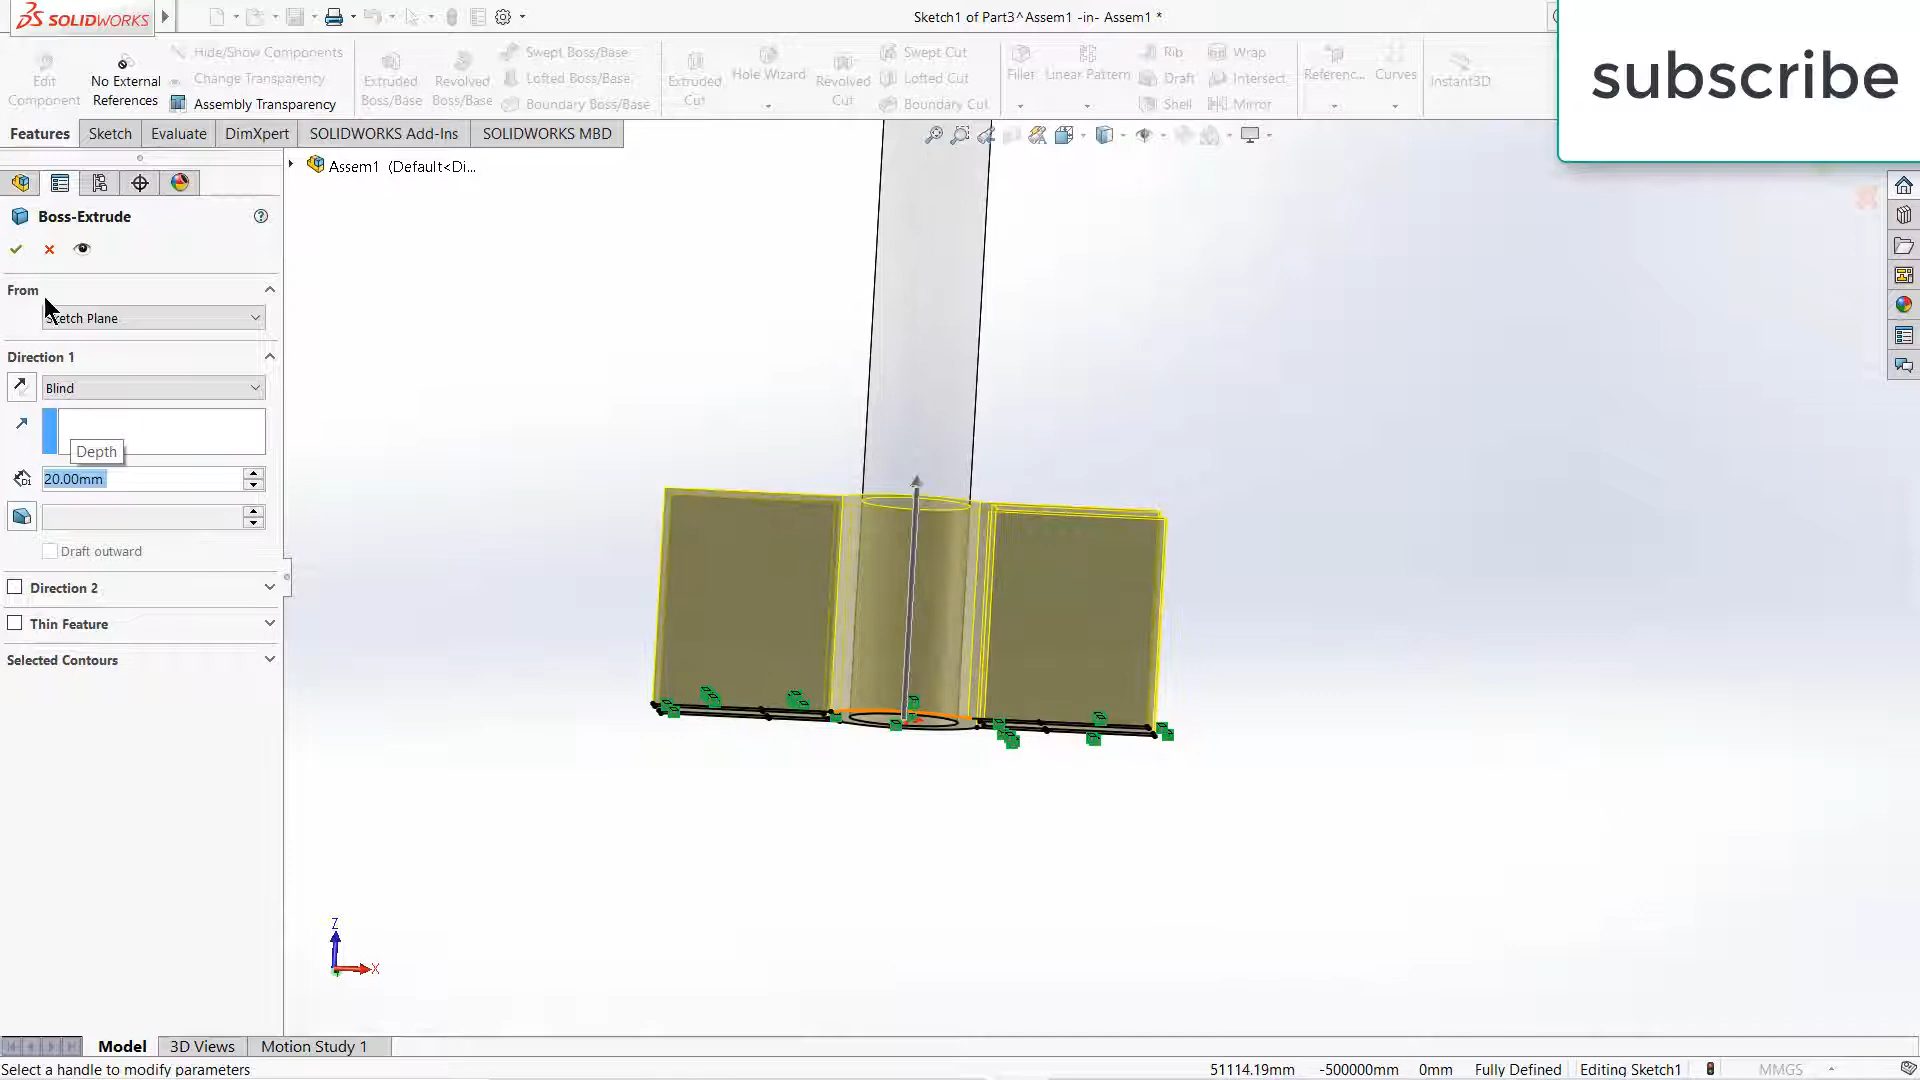 SOLIDWORKS
Sketch1 of Part3^Assem1 -in- Assem1 *
subscribe
Edit Component
No External References
Hide/Show Components
Change Transparency
Assembly Transparency
Extruded Boss/Base
Revolved Boss/Base
Swept Boss/Base
Lofted Boss/Base
Boundary Boss/Base
Extruded Cut
Hole Wizard
Revolved Cut
Swept Cut
Lofted Cut
Boundary Cut
Fillet
Linear Pattern
Rib
Draft
Shell
Wrap
Intersect
Mirror
Referenc...
Curves
Instant3D
Features
Sketch
Evaluate
DimXpert
SOLIDWORKS Add-Ins
SOLIDWORKS MBD
Assem1 (Default<Di...
Boss-Extrude
From
Direction 1
Blind
Depth
20.00mm
Draft outward
Direction 2
Thin Feature
Selected Contours
Z
X
Model
3D Views
Motion Study 1
Select a handle to modify parameters
51114.19mm
-500000mm
0mm
Fully Defined
Editing Sketch1
MMGS